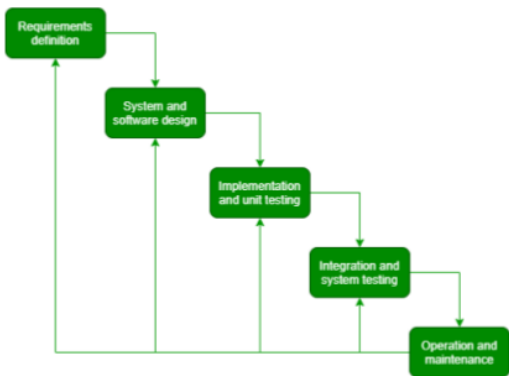 Requirements
definition
System and
software design
Implementation
and unit testing
Integration and
system testing
Operation and
maintenance